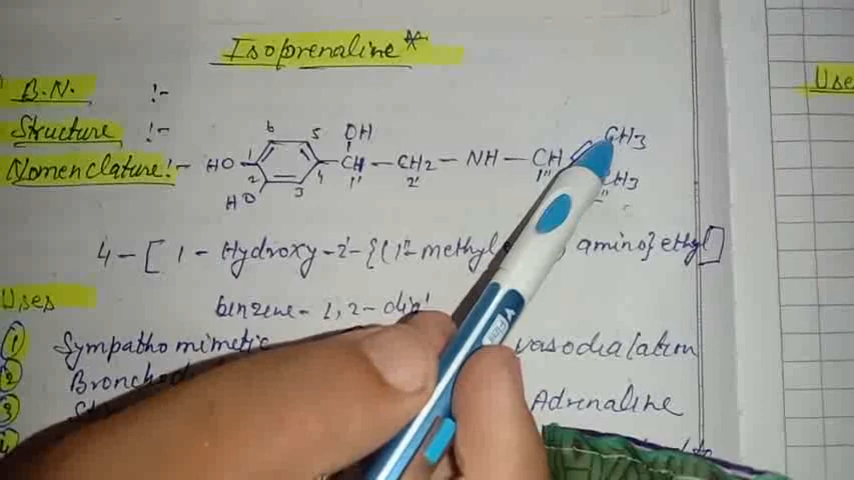 Isoprenaline*
B.N. :-
Structure :-
Nomenclature :-
6 5 OH CH3
HO 1 CH — CH2 — NH — CH
2 3 4 1' 2' 1" CH3
HO
4-[1-Hydroxy-2'-{(1"-methyl amino}ethyl]
benzene-1,2-diol
Uses
1 Sympathomimetic vasodialation
2
3 Adrenaline
Use